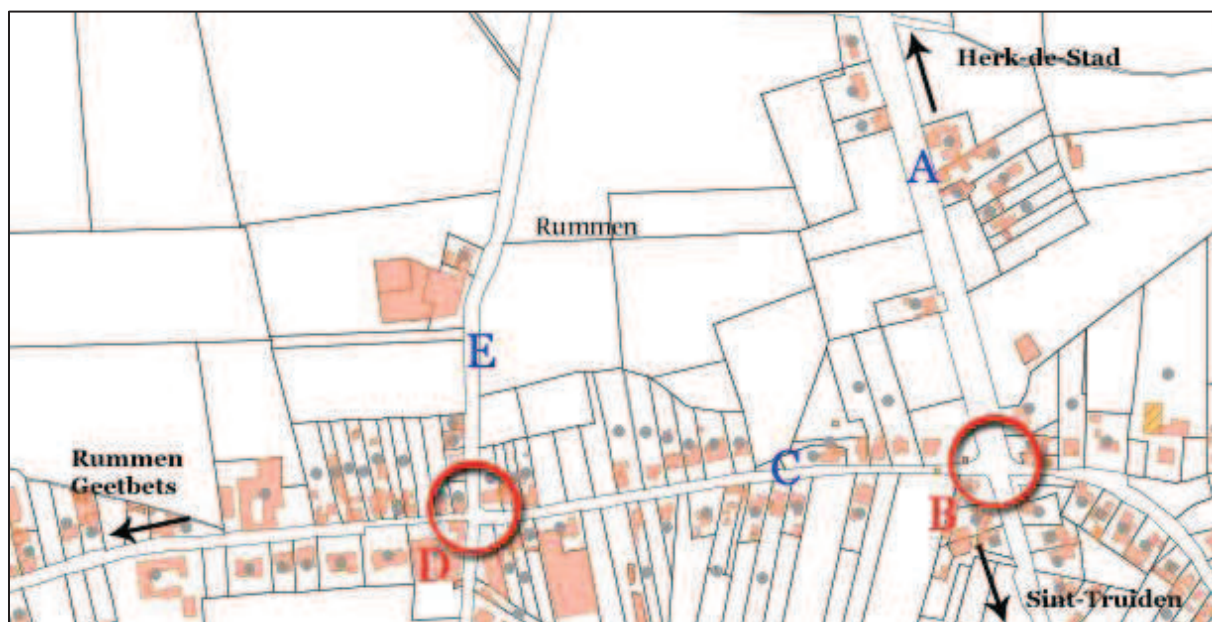 Herk-de-Stad
A
Rummen
E
Rummen
Geetbets
C
B
D
Sint-Truiden